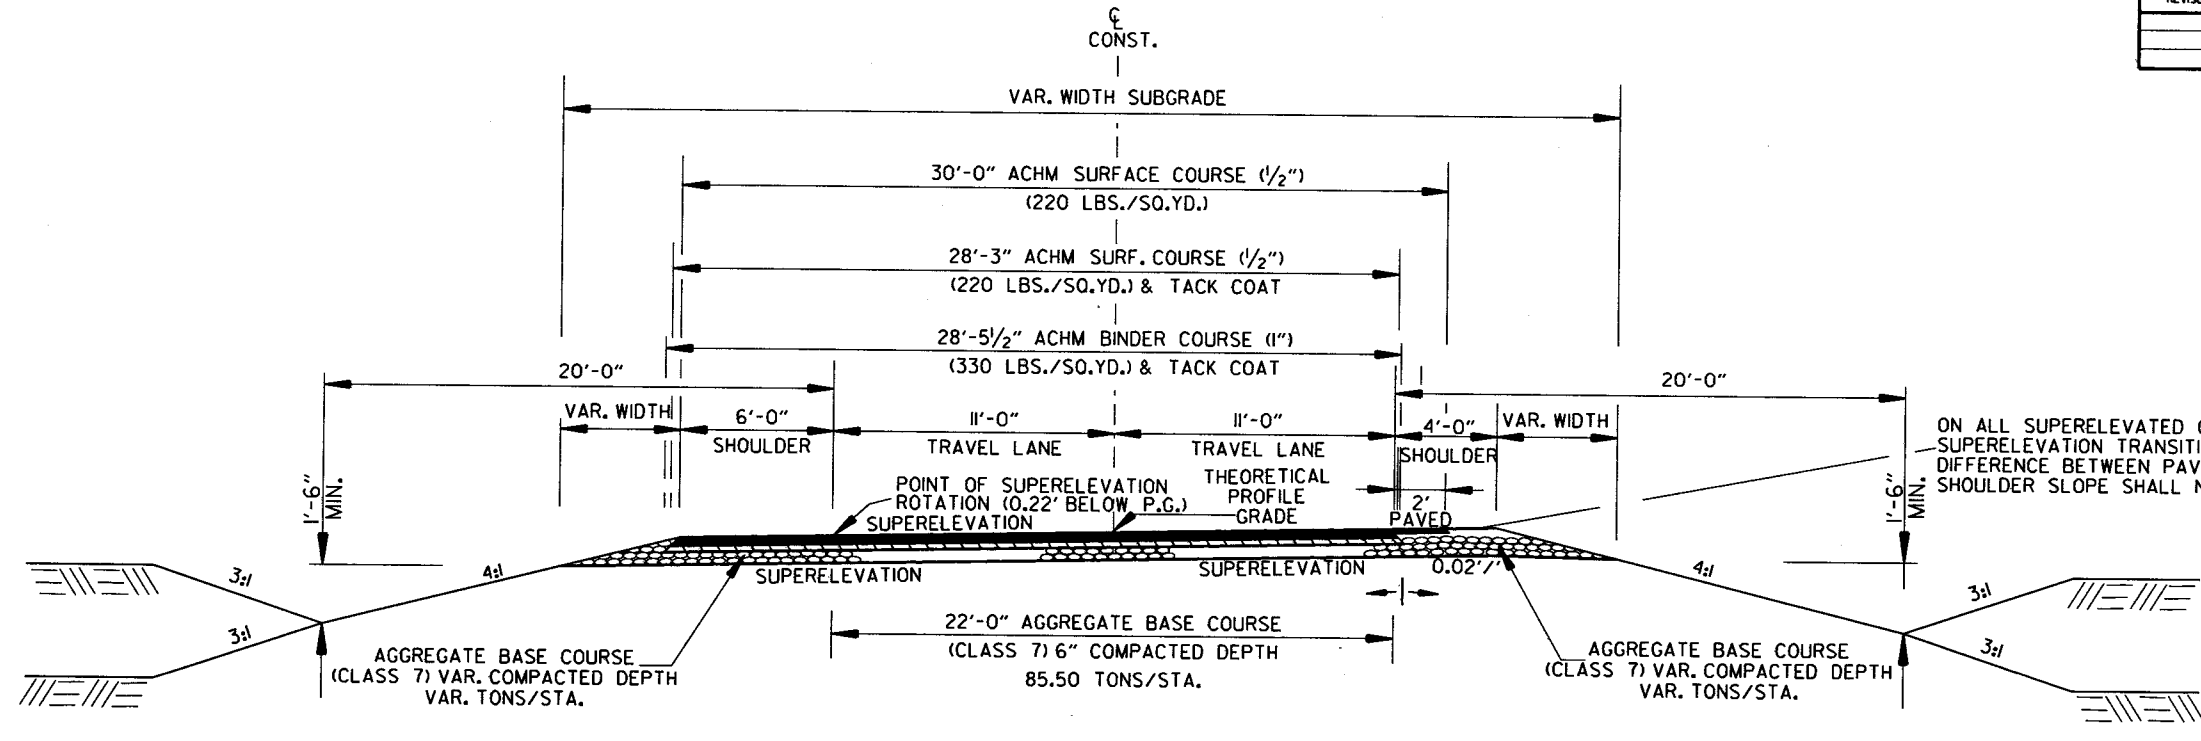 ℄
CONST.
VAR. WIDTH SUBGRADE
30'-0" ACHM SURFACE COURSE (1/2")
(220 LBS./SQ.YD.)
28'-3" ACHM SURF. COURSE (1/2")
(220 LBS./SQ.YD.) & TACK COAT
28'-5 1/2" ACHM BINDER COURSE (1")
(330 LBS./SQ.YD.) & TACK COAT
20'-0"
20'-0"
VAR. WIDTH
6'-0"
SHOULDER
11'-0"
TRAVEL LANE
11'-0"
TRAVEL LANE
4'-0"
SHOULDER
VAR. WIDTH
ON ALL SUPERELEVATED
SUPERELEVATION
DIFFERENCE BETWEEN
SHOULDER SLOPE SHALL
1'-6"
MIN.
POINT OF SUPERELEVATION
ROTATION (0.22' BELOW P.G.)
THEORETICAL
PROFILE
GRADE
2'
PAVED
1'-6"
MIN.
SUPERELEVATION
SUPERELEVATION
SUPERELEVATION
0.02'/'
3:1
4:1
3:1
4:1
3:1
3:1
22'-0" AGGREGATE BASE COURSE
(CLASS 7) 6" COMPACTED DEPTH
85.50 TONS/STA.
AGGREGATE BASE COURSE
(CLASS 7) VAR. COMPACTED DEPTH
VAR. TONS/STA.
AGGREGATE BASE COURSE
(CLASS 7) VAR. COMPACTED DEPTH
VAR. TONS/STA.